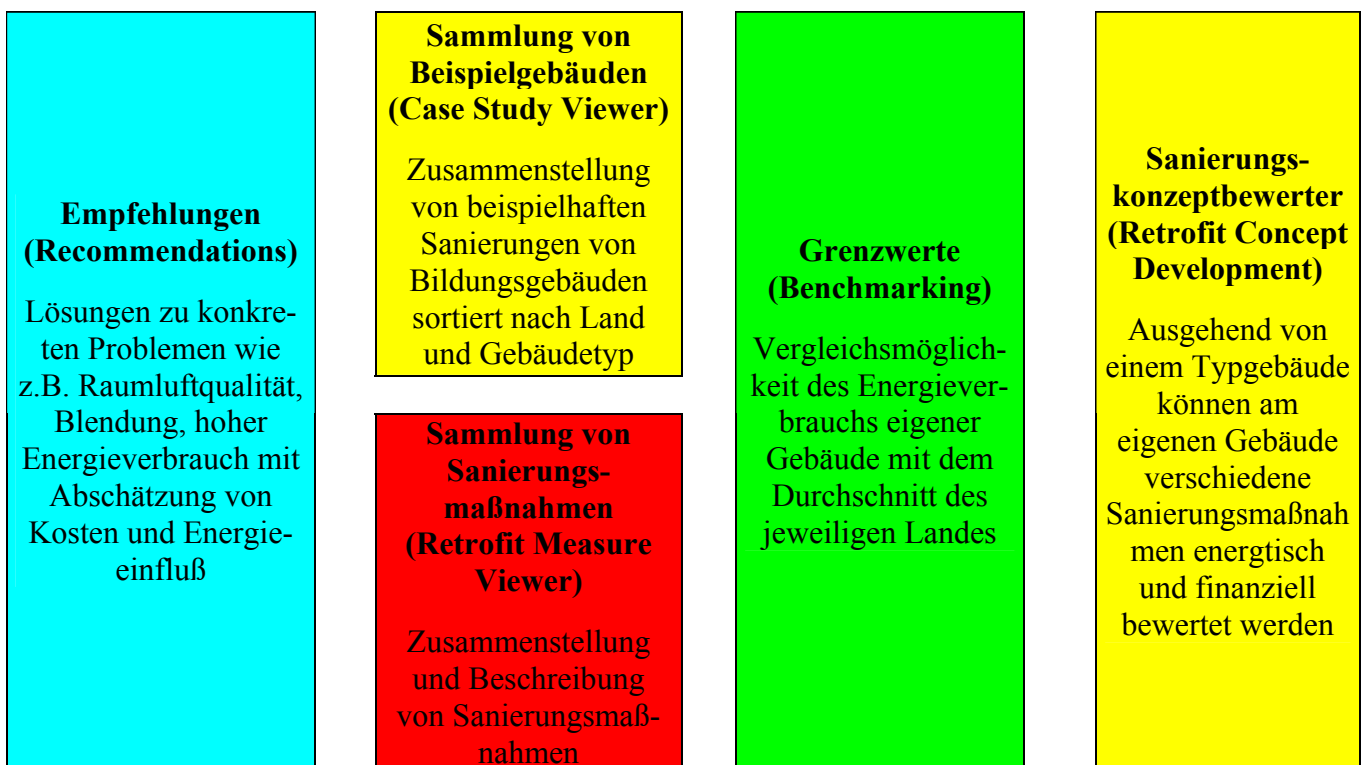 Empfehlungen
(Recommendations)
Lösungen zu konkre-
ten Problemen wie
z.B. Raumluftqualität,
Blendung, hoher
Energieverbrauch mit
Abschätzung von
Kosten und Energie-
einfluß
Sammlung von
Beispielgebäuden
(Case Study Viewer)
Zusammenstellung
von beispielhaften
Sanierungen von
Bildungsgebäuden
sortiert nach Land
und Gebäudetyp
Sammlung von
Sanierungs-
maßnahmen
(Retrofit Measure
Viewer)
Zusammenstellung
und Beschreibung
von Sanierungsmaß-
nahmen
Grenzwerte
(Benchmarking)
Vergleichsmöglich-
keit des Energiever-
brauchs eigener
Gebäude mit dem
Durchschnitt des
jeweiligen Landes
Sanierungs-
konzeptbewerter
(Retrofit Concept
Development)
Ausgehend von
einem Typgebäude
können am
eigenen Gebäude
verschiedene
Sanierungsmaßnah
men energtisch
und finanziell
bewertet werden